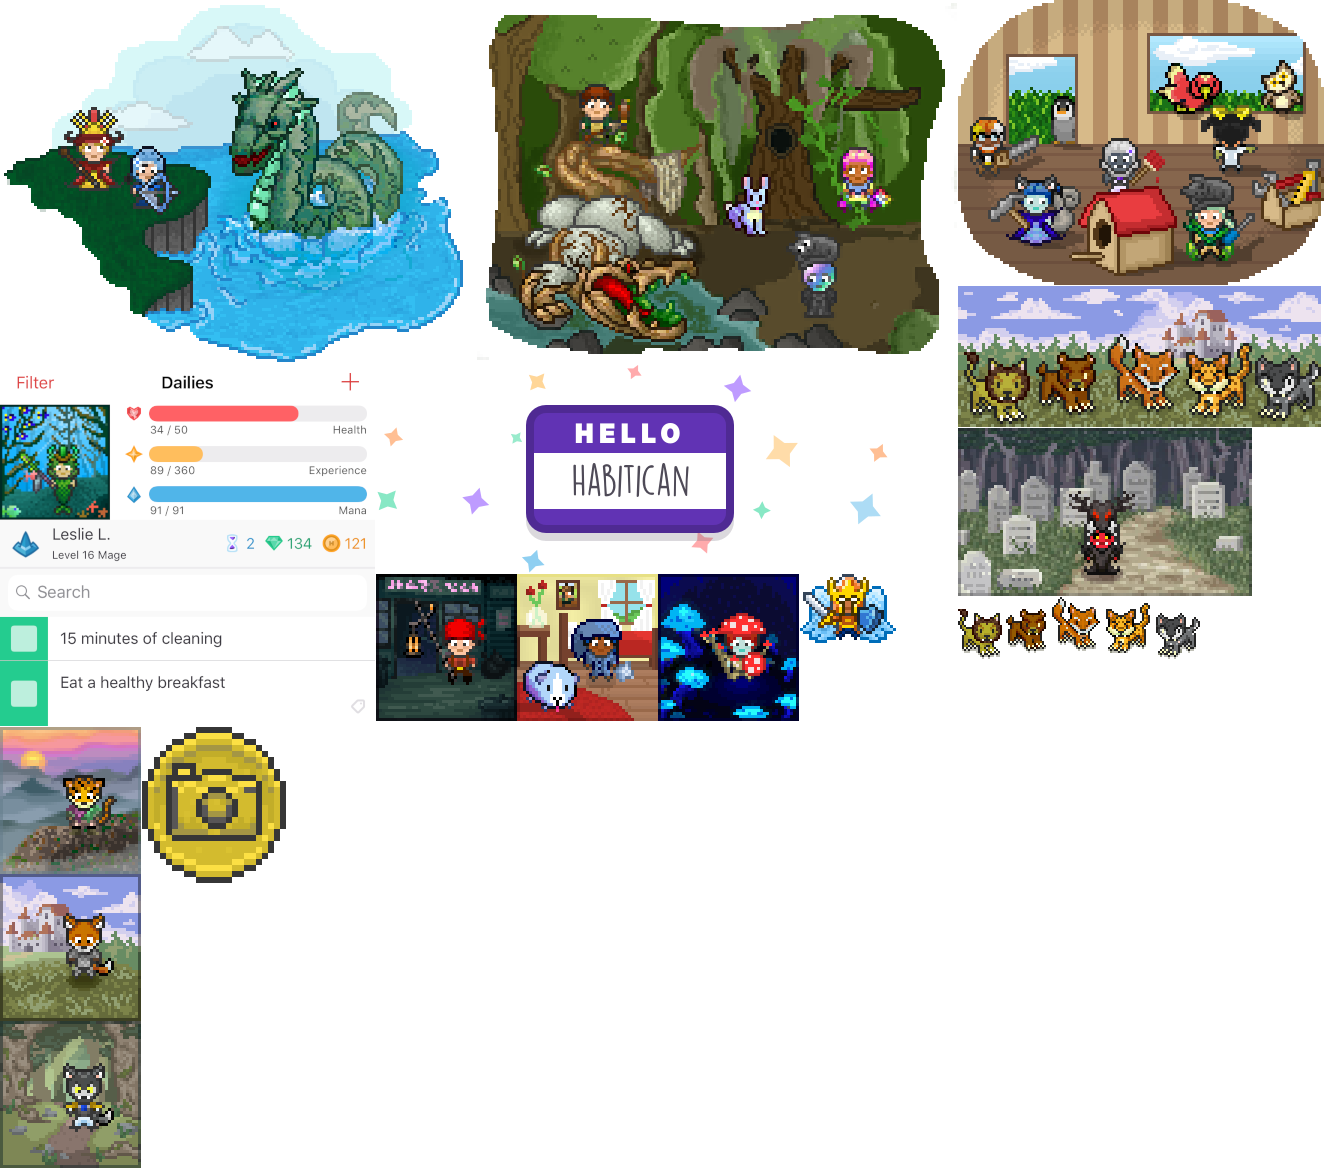 Filter
Dailies
34 / 50
Health
89 / 360
Experience
91 / 91
Mana
Leslie L.
Level 16 Mage
2
134
121
Search
15 minutes of cleaning
Eat a healthy breakfast
HELLO
HABITICAN